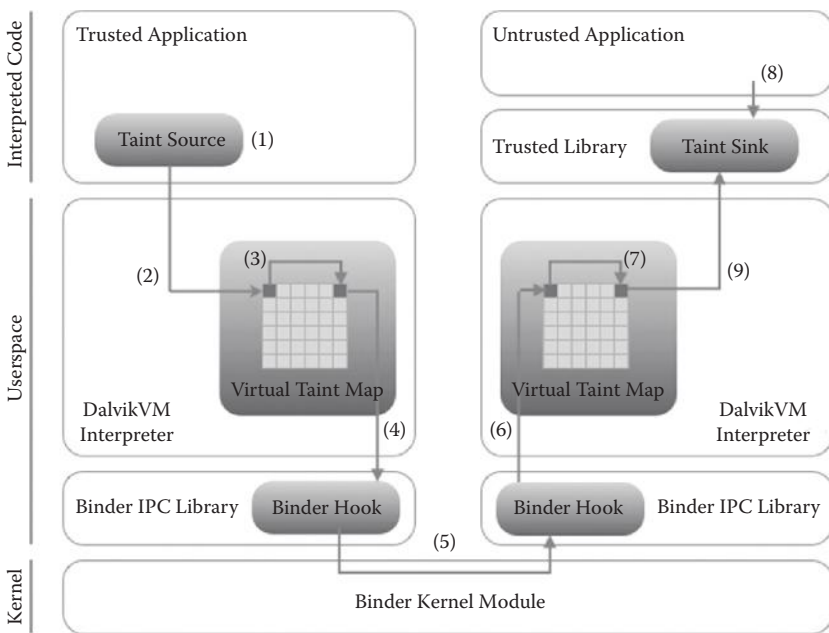 Interpreted Code
Trusted Application
Taint Source
(1)
Untrusted Application
(8)
Trusted Library
Taint Sink
Userspace
(2)
(3)
Virtual Taint Map
DalvikVM
Interpreter
(4)
(7)
(9)
Virtual Taint Map
(6)
DalvikVM
Interpreter
Binder IPC Library
Binder Hook
(5)
Binder Hook
Binder IPC Library
Kernel
Binder Kernel Module